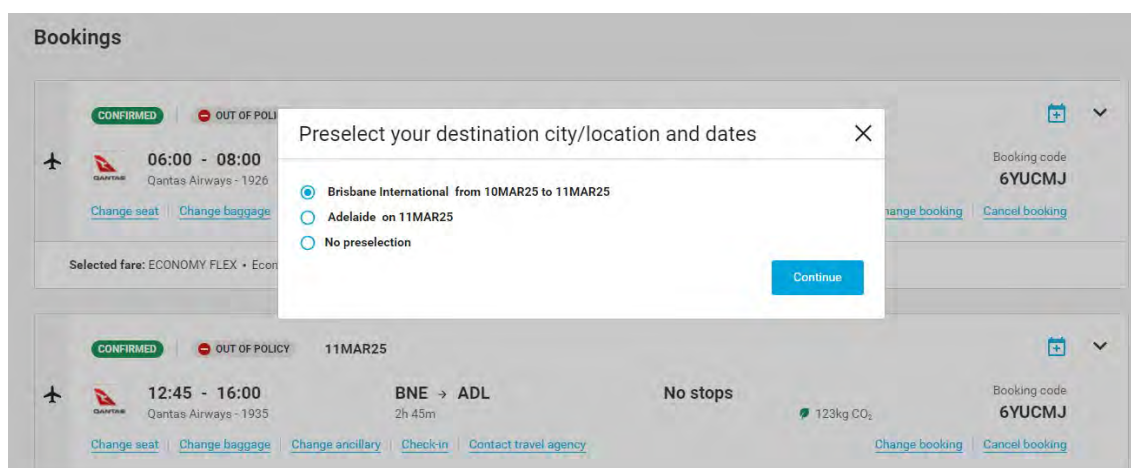 Bookings
CONFIRMED OUT OF POLI
Preselect your destination city/location and dates
06:00 - 08:00
Booking code
QANTAS Qantas Airways - 1926
Brisbane International from 10MAR25 to 11MAR25
6YUCMJ
Change seat Change baggage
Adelaide on 11MAR25
hange booking Cancel booking
No preselection
Selected fare: ECONOMY FLEX • Econ
Continue
CONFIRMED OUT OF POLICY 11MAR25
12:45 - 16:00 BNE → ADL No stops Booking code
QANTAS Qantas Airways - 1935 2h 45m 123kg CO₂ 6YUCMJ
Change seat Change baggage Change ancillary Check-in Contact travel agency Change booking Cancel booking